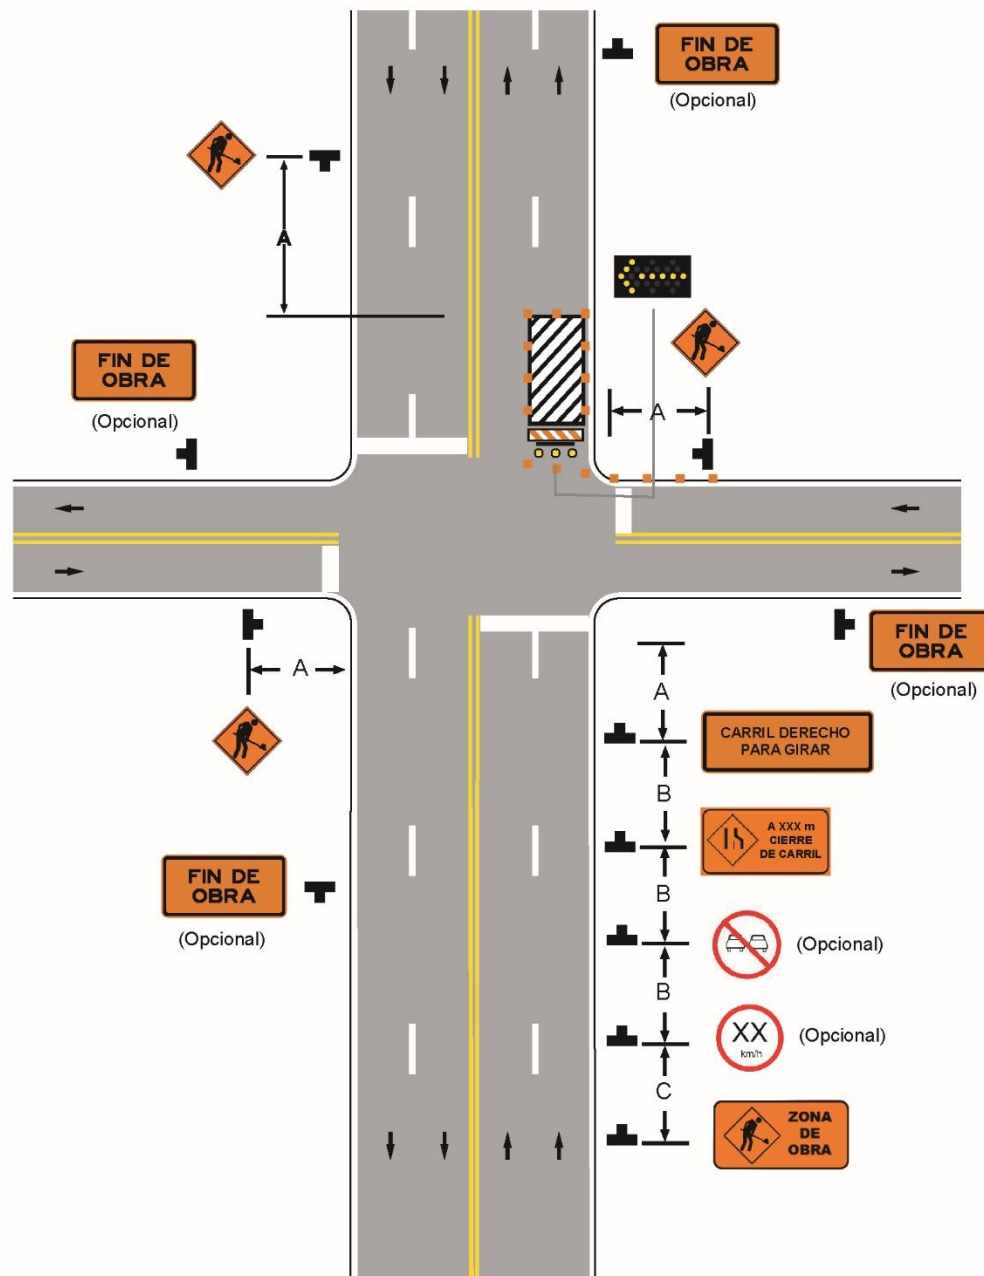 FIN DE
OBRA
(Opcional)
A
FIN DE
OBRA
(Opcional)
A
A
FIN DE
OBRA
(Opcional)
A
CARRIL DERECHO
PARA GIRAR
B
A XXX m
CIERRE
DE CARRIL
B
FIN DE
OBRA
(Opcional)
(Opcional)
B
XX
km/h
(Opcional)
C
ZONA
DE
OBRA